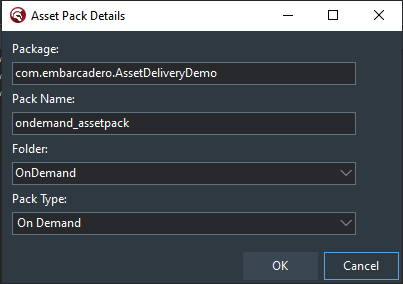 Asset Pack Details
Package:
com.embarcadero.AssetDeliveryDemo
Pack Name:
ondemand_assetpack
Folder:
OnDemand
Pack Type:
On Demand
OK
Cancel